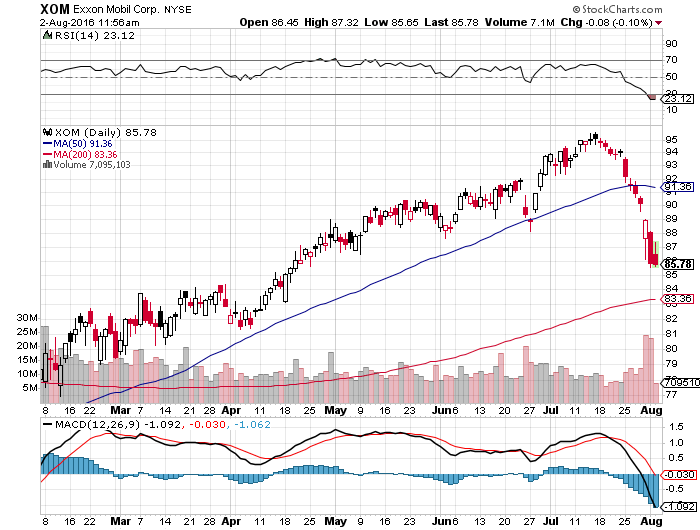 XOM Exxon Mobil Corp. NYSE © StockCharts.com
2-Aug-2016 11:56am Open 86.45 High 87.32 Low 85.65 Last 85.78 Volume 7.1M Chg -0.08 (-0.10%)
RSI(14) 23.12
90
70
50
30
23.12
10
XOM (Daily) 85.78
MA(50) 91.36
MA(200) 83.36
Volume 7,095,103
95
94
93
92
91.36
90
89
88
87
85.78
85
84
83.36
82
81
80
79
78
7095103
77
30M
25M
20M
15M
10M
5M
8 16 22 Mar 7 14 21 28 Apr 11 18 25 May 9 16 23 Jun 6 13 20 27 Jul 11 18 25 Aug
MACD(12,26,9) -1.092, -0.030, -1.062
1.5
1.0
0.5
-0.030
-0.5
-1.092
8 16 22 Mar 7 14 21 28 Apr 11 18 25 May 9 16 23 Jun 6 13 20 27 Jul 11 18 25 Aug